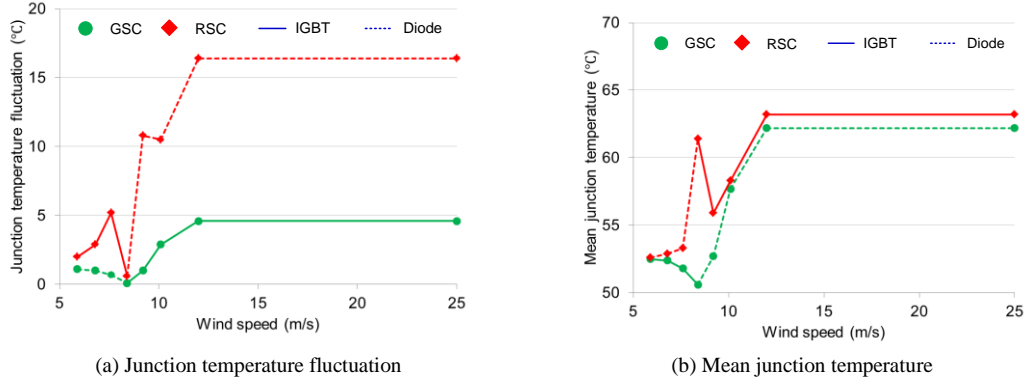 20
15
10
5
0
5
10
15
20
25
Junction temperature fluctuation (℃)
Wind speed (m/s)
GSC
RSC
IGBT
Diode
(a) Junction temperature fluctuation
70
65
60
55
50
5
10
15
20
25
Mean junction temperature (℃)
Wind speed (m/s)
GSC
RSC
IGBT
Diode
(b) Mean junction temperature